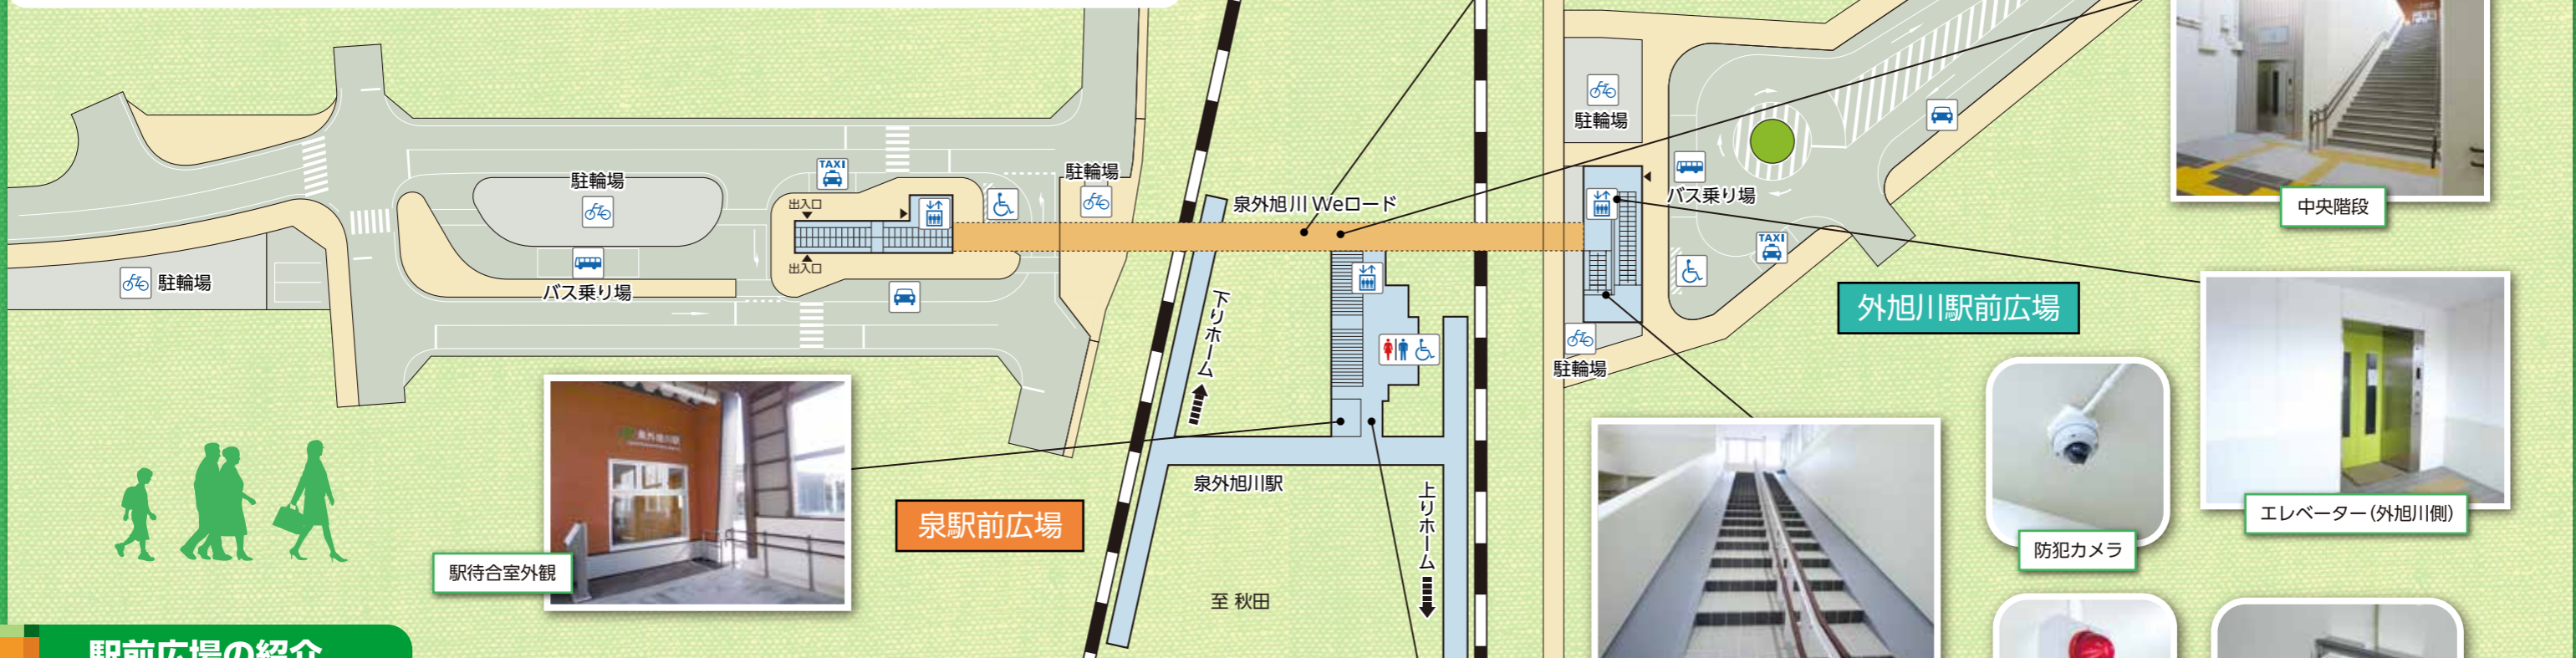 駐輪場
TAXI
駐輪場
駐輪場
出入口
泉外旭川 Weロード
バス乗り場
中央階段
駐輪場
バス乗り場
出入口
TAXI
外旭川駅前広場
下りホーム
駐輪場
泉外旭川駅
泉外旭川駅
上りホーム
泉駅前広場
エレベーター(外旭川側)
防犯カメラ
駅待合室外観
至 秋田
駅前広場の紹介